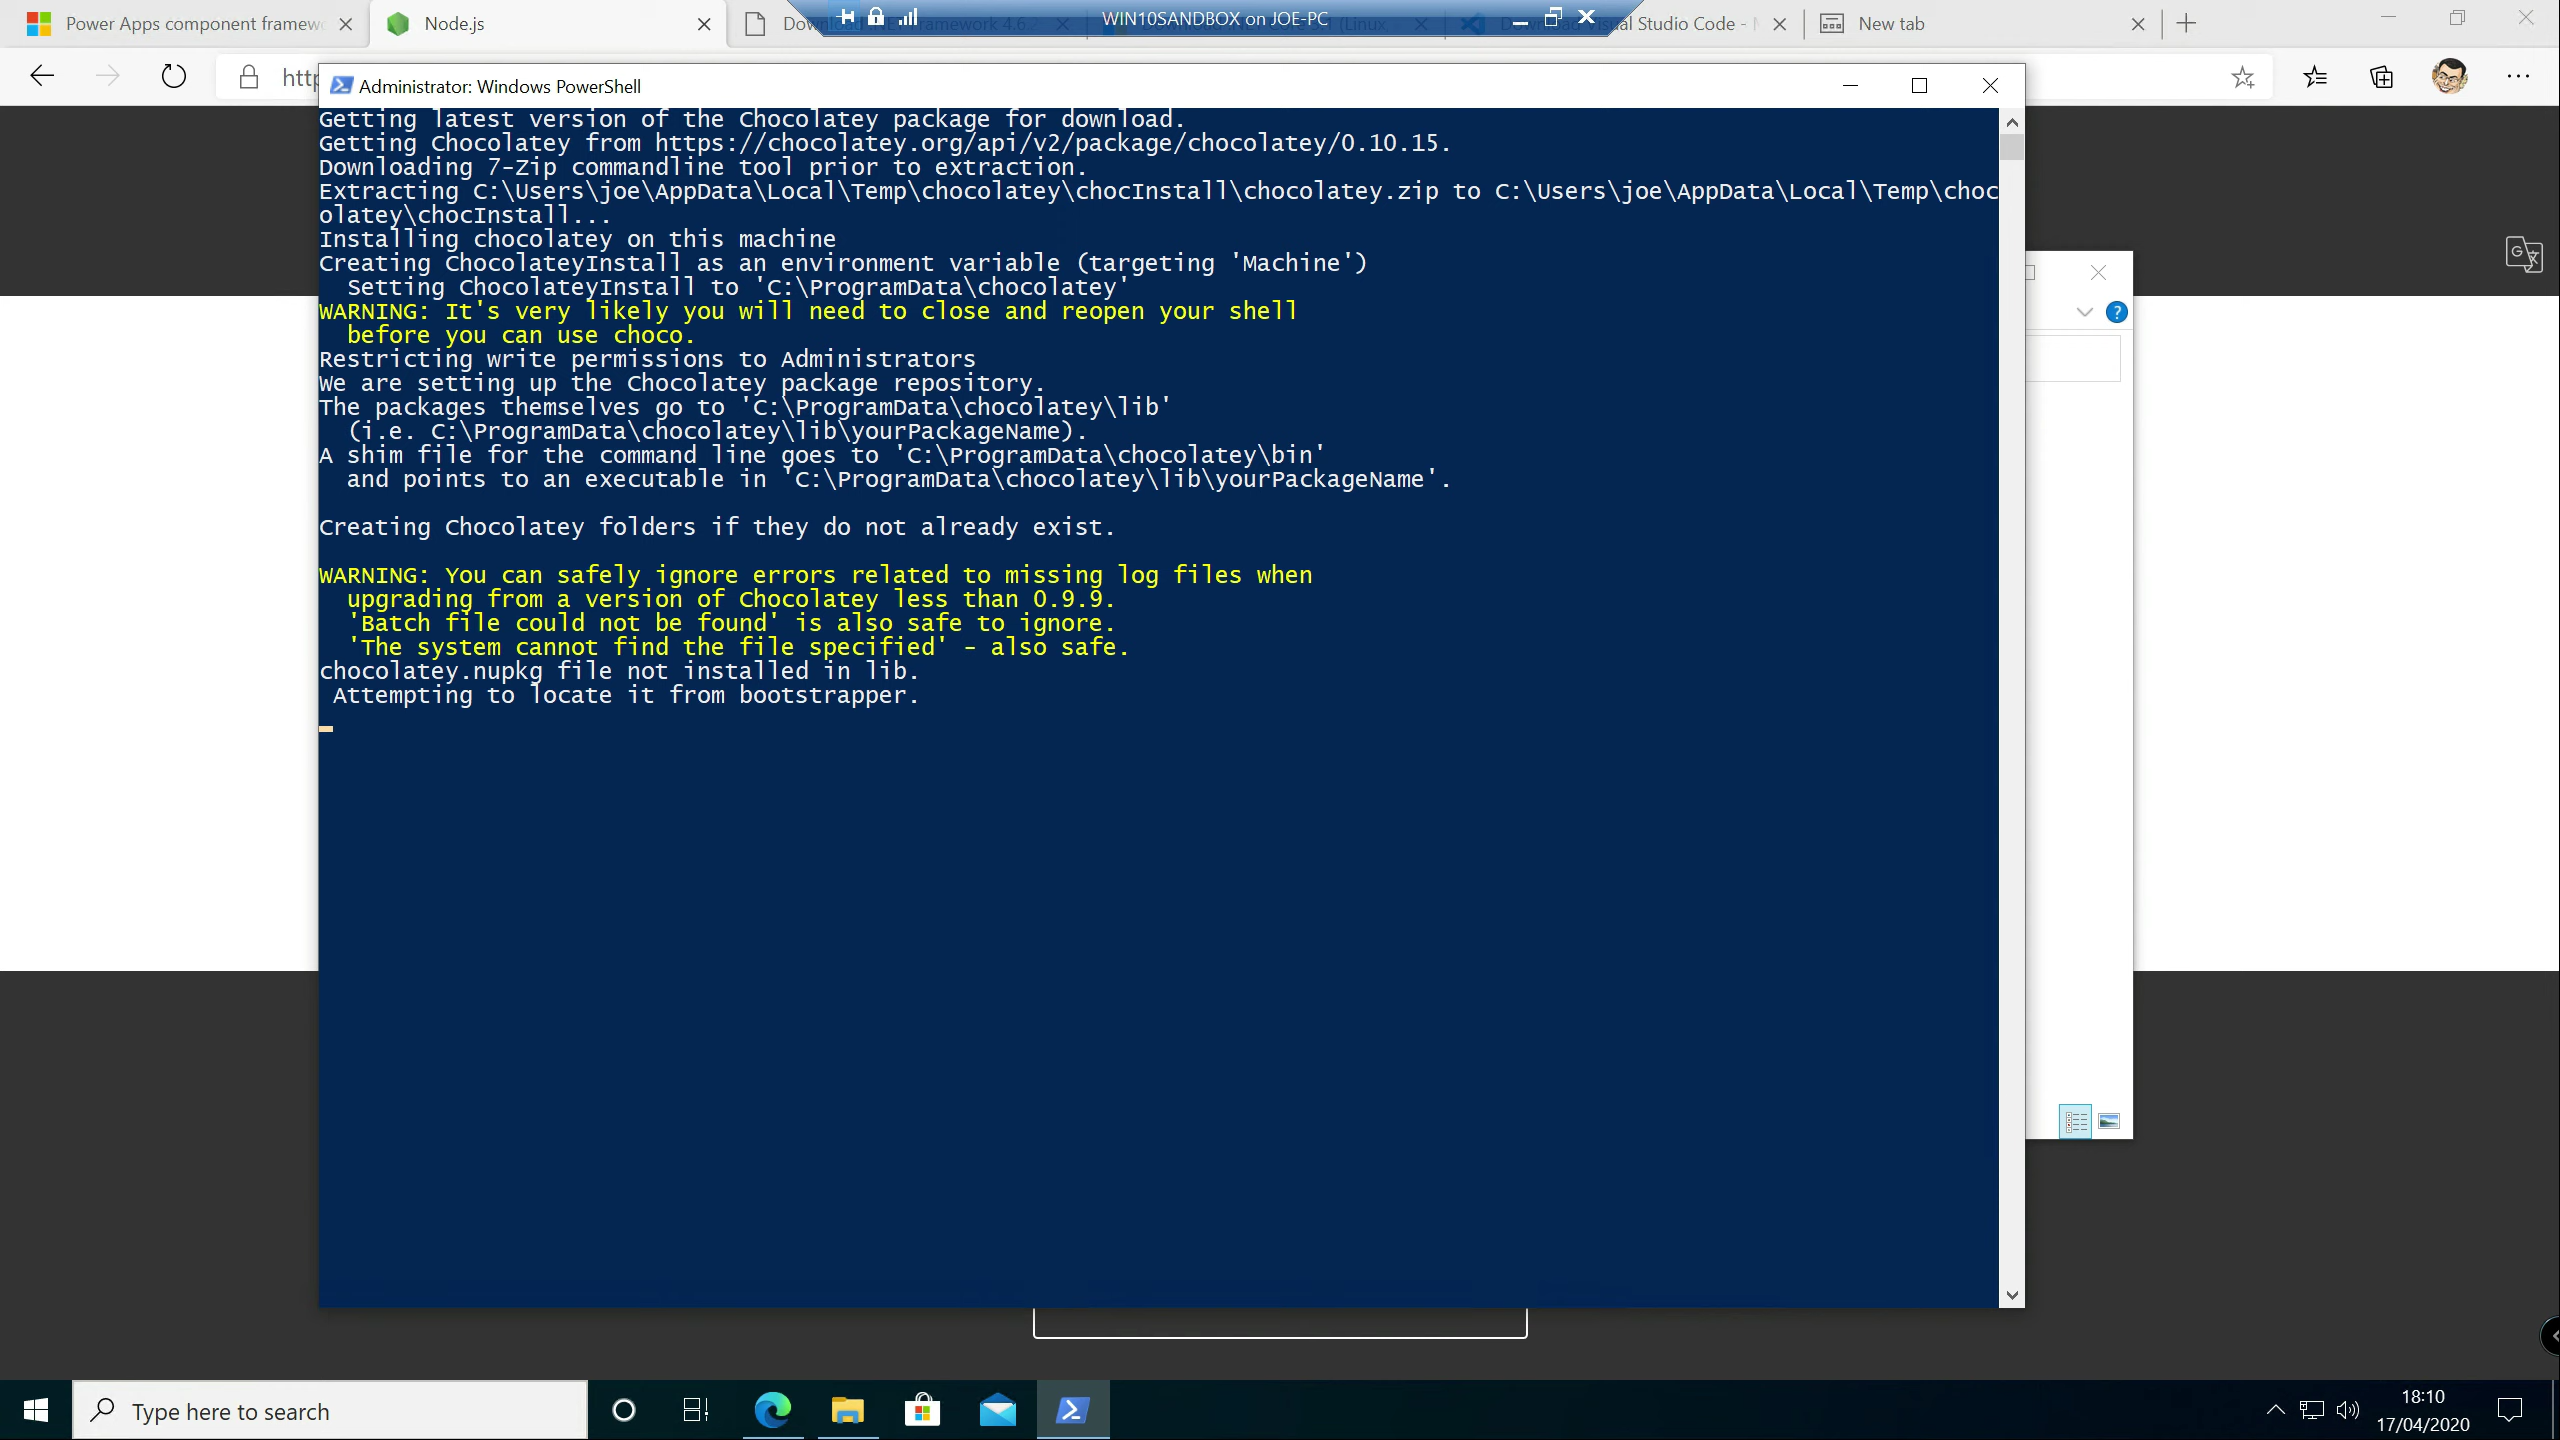 Power Apps component framew
Node.js
Dow
Framework 4.6
WIN10SANDBOX on JOE-PC
(Linux
Download
al Studio Code -
New tab
http
Administrator: Windows PowerShell
Getting latest version of the Chocolatey package for download.
Getting Chocolatey from https://chocolatey.org/api/v2/package/chocolatey/0.10.15.
Downloading 7-Zip commandline tool prior to extraction.
Extracting C:\Users\joe\AppData\Local\Temp\chocolatey\chocInstall\chocolatey.zip to C:\Users\joe\AppData\Local\Temp\choc
olatey\chocInstall...
Installing chocolatey on this machine
Creating ChocolateyInstall as an environment variable (targeting 'Machine')
  Setting ChocolateyInstall to 'C:\ProgramData\chocolatey'
WARNING: It's very likely you will need to close and reopen your shell
  before you can use choco.
Restricting write permissions to Administrators
We are setting up the Chocolatey package repository.
The packages themselves go to 'C:\ProgramData\chocolatey\lib'
  (i.e. C:\ProgramData\chocolatey\lib\yourPackageName).
A shim file for the command line goes to 'C:\ProgramData\chocolatey\bin'
  and points to an executable in 'C:\ProgramData\chocolatey\lib\yourPackageName'.
Creating Chocolatey folders if they do not already exist.
WARNING: You can safely ignore errors related to missing log files when
  upgrading from a version of Chocolatey less than 0.9.9.
  'Batch file could not be found' is also safe to ignore.
  'The system cannot find the file specified' - also safe.
chocolatey.nupkg file not installed in lib.
 Attempting to locate it from bootstrapper.
Type here to search
18:10
17/04/2020